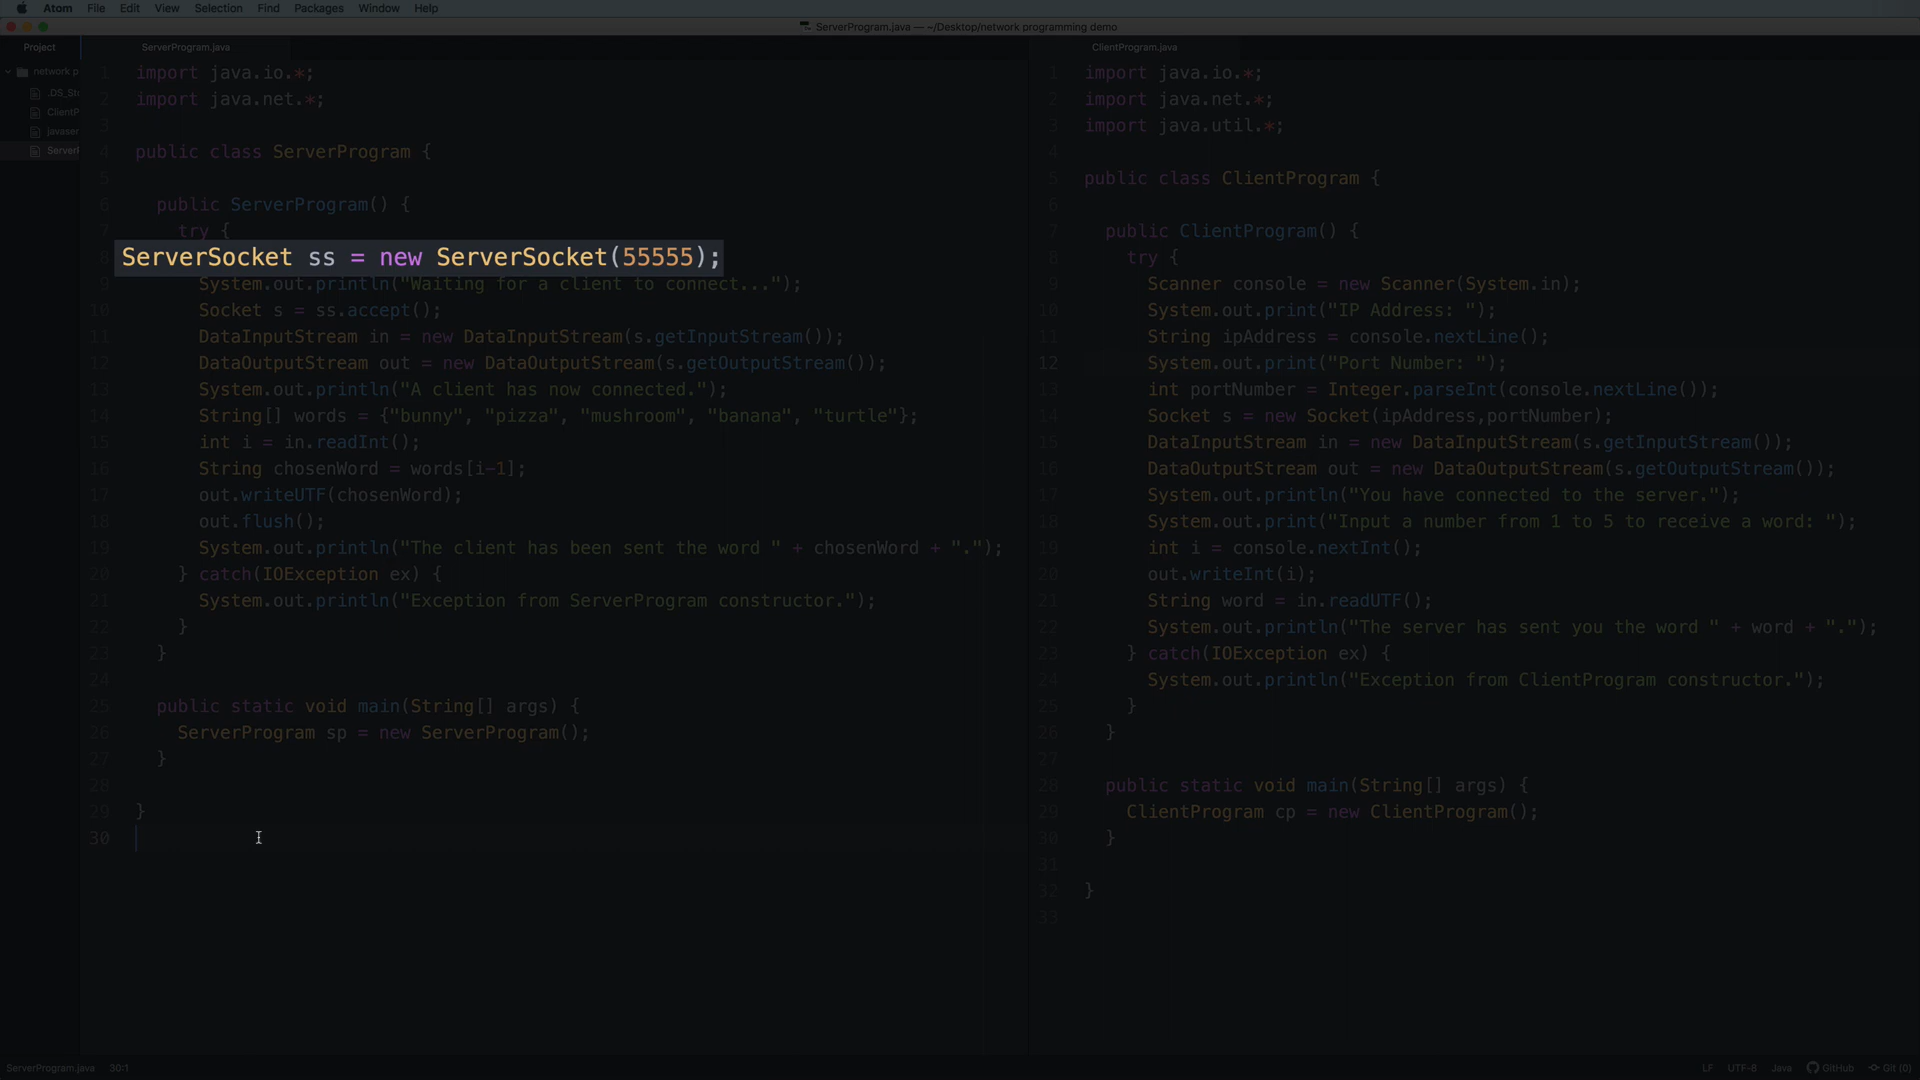 Atom File Edit View Selection Find Packages Window Help
ServerProgram.java — ~/Desktop/network programming demo
Project
network p
.DS_Sto
ClientP
javaser
ServerP
ServerProgram.java
1 import java.io.*;
2 import java.net.*;
3
4 public class ServerProgram {
5
6 public ServerProgram() {
7 try {
8 ServerSocket ss = new ServerSocket(55555);
9 System.out.println("Waiting for a client to connect...");
10 Socket s = ss.accept();
11 DataInputStream in = new DataInputStream(s.getInputStream());
12 DataOutputStream out = new DataOutputStream(s.getOutputStream());
13 System.out.println("A client has now connected.");
14 String[] words = {"bunny", "pizza", "mushroom", "banana", "turtle"};
15 int i = in.readInt();
16 String chosenWord = words[i-1];
17 out.writeUTF(chosenWord);
18 out.flush();
19 System.out.println("The client has been sent the word " + chosenWord + ".");
20 } catch(IOException ex) {
21 System.out.println("Exception from ServerProgram constructor.");
22 }
23 }
24
25 public static void main(String[] args) {
26 ServerProgram sp = new ServerProgram();
27 }
28
29 }
30
ClientProgram.java
1 import java.io.*;
2 import java.net.*;
3 import java.util.*;
4
5 public class ClientProgram {
6
7 public ClientProgram() {
8 try {
9 Scanner console = new Scanner(System.in);
10 System.out.print("IP Address: ");
11 String ipAddress = console.nextLine();
12 System.out.print("Port Number: ");
13 int portNumber = Integer.parseInt(console.nextLine());
14 Socket s = new Socket(ipAddress,portNumber);
15 DataInputStream in = new DataInputStream(s.getInputStream());
16 DataOutputStream out = new DataOutputStream(s.getOutputStream());
17 System.out.println("You have connected to the server.");
18 System.out.print("Input a number from 1 to 5 to receive a word: ");
19 int i = console.nextInt();
20 out.writeInt(i);
21 String word = in.readUTF();
22 System.out.println("The server has sent you the word " + word + ".");
23 } catch(IOException ex) {
24 System.out.println("Exception from ClientProgram constructor.");
25 }
26 }
27
28 public static void main(String[] args) {
29 ClientProgram cp = new ClientProgram();
30 }
31
32 }
33
ServerProgram.java 30:1
LF UTF-8 Java GitHub Git (0)